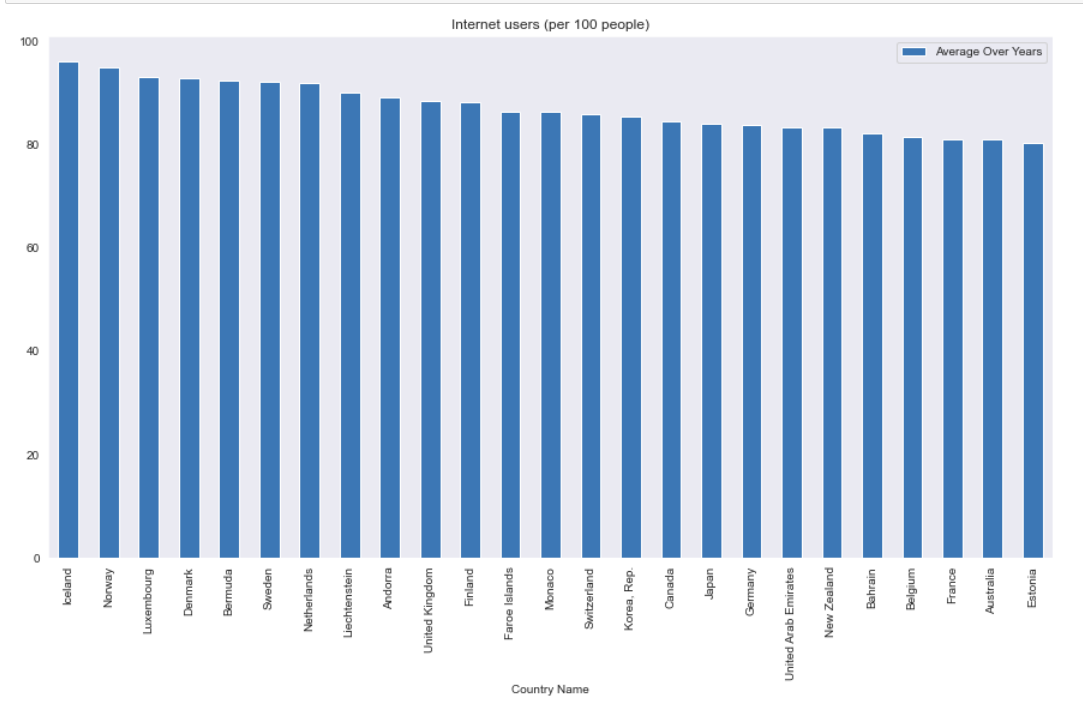 Internet users (per 100 people)
Average Over Years
100
80
60
40
20
0
Iceland
Norway
Luxembourg
Denmark
Bermuda
Sweden
Netherlands
Liechtenstein
Andorra
United Kingdom
Finland
Faroe Islands
Monaco
Switzerland
Korea, Rep.
Canada
Japan
Germany
United Arab Emirates
New Zealand
Bahrain
Belgium
France
Australia
Estonia
Country Name